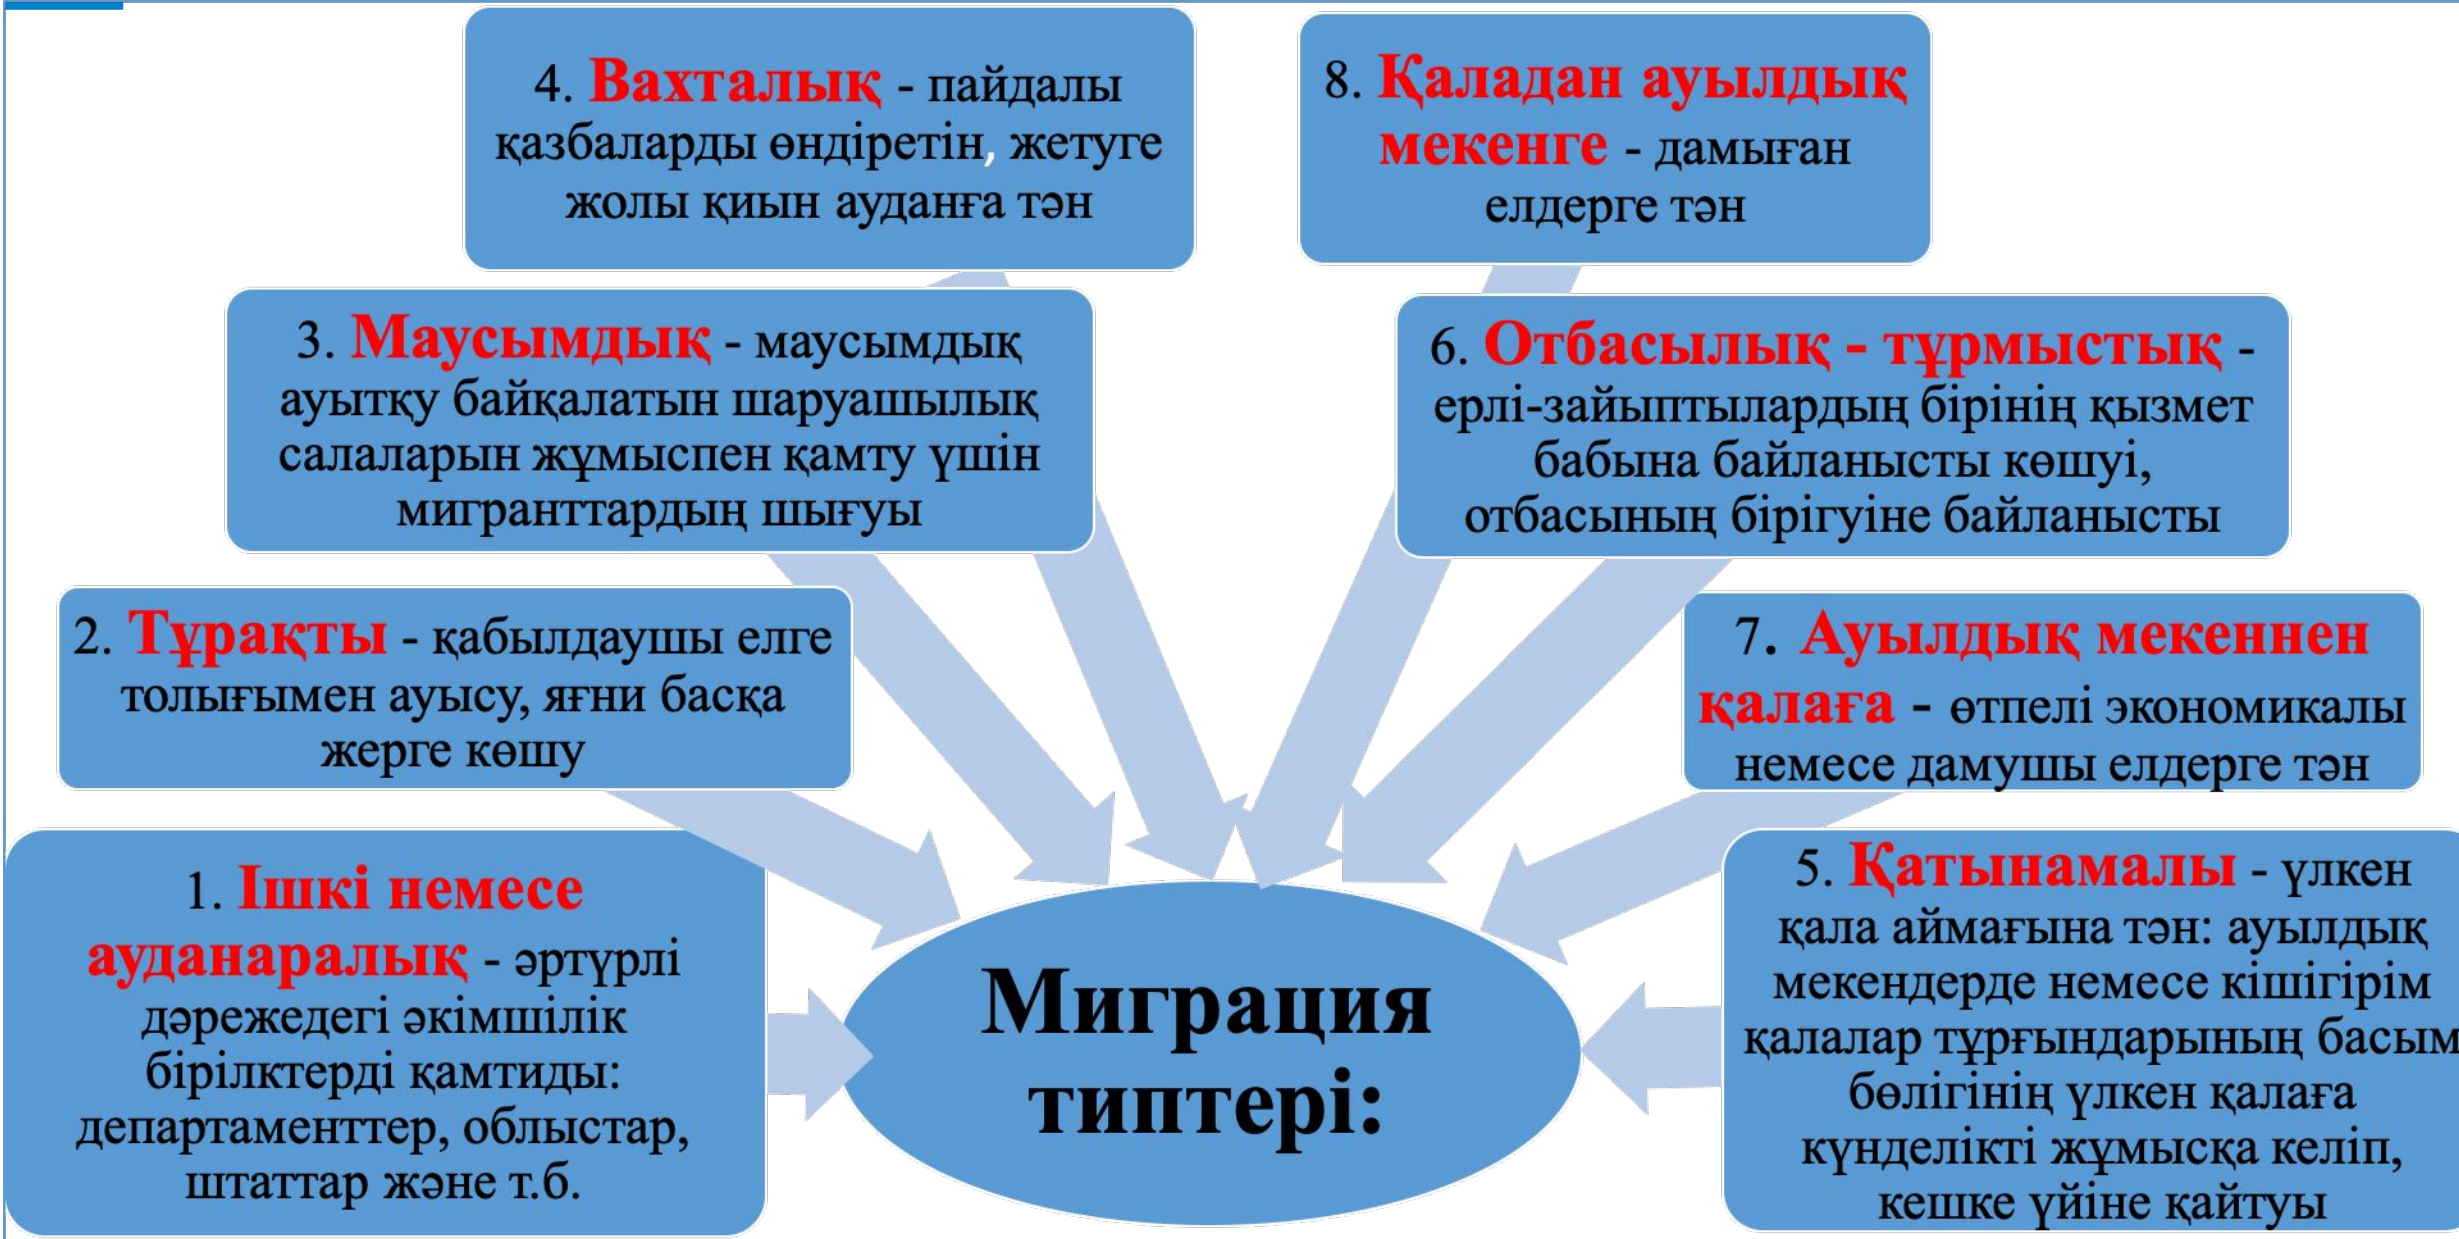 4. Вахталық - пайдалы
қазбаларды өндіретін, жетуге
жолы қиын ауданға тән
8. Қаладан ауылдық
мекенге - дамыған
елдерге тән
3. Маусымдық - маусымдық
ауытқу байқалатын шаруашылық
салаларын жұмыспен қамту үшін
мигранттардың шығуы
6. Отбасылық - тұрмыстық -
ерлі-зайыптылардың бірінің қызмет
бабына байланысты көшуі,
отбасының бірігуіне байланысты
2. Тұрақты - қабылдаушы елге
толығымен ауысу, яғни басқа
жерге көшу
7. Ауылдық мекеннен
қалаға - өтпелі экономикалы
немесе дамушы елдерге тән
1. Ішкі немесе
ауданаралық - әртүрлі
дәрежедегі әкімшілік
бірілктерді қамтиды:
департаменттер, облыстар,
штаттар және т.б.
Миграция
типтері:
5. Қатынамалы - үлкен
қала аймағына тән: ауылдық
мекендерде немесе кішігірім
қалалар тұрғындарының басым
бөлігінің үлкен қалаға
күнделікті жұмысқа келіп,
кешке үйіне қайтуы